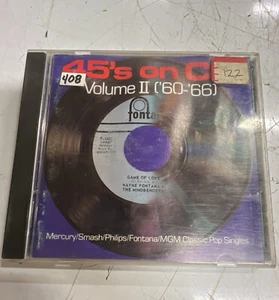 45's on C
122
408
Volume II ('60-'66)
fontana
GAME OF LOVE
WAYNE FONTANA &
THE MINDBENDERS
Mercury/Smash/Philips/Fontana/MGM Classic Pop Singles